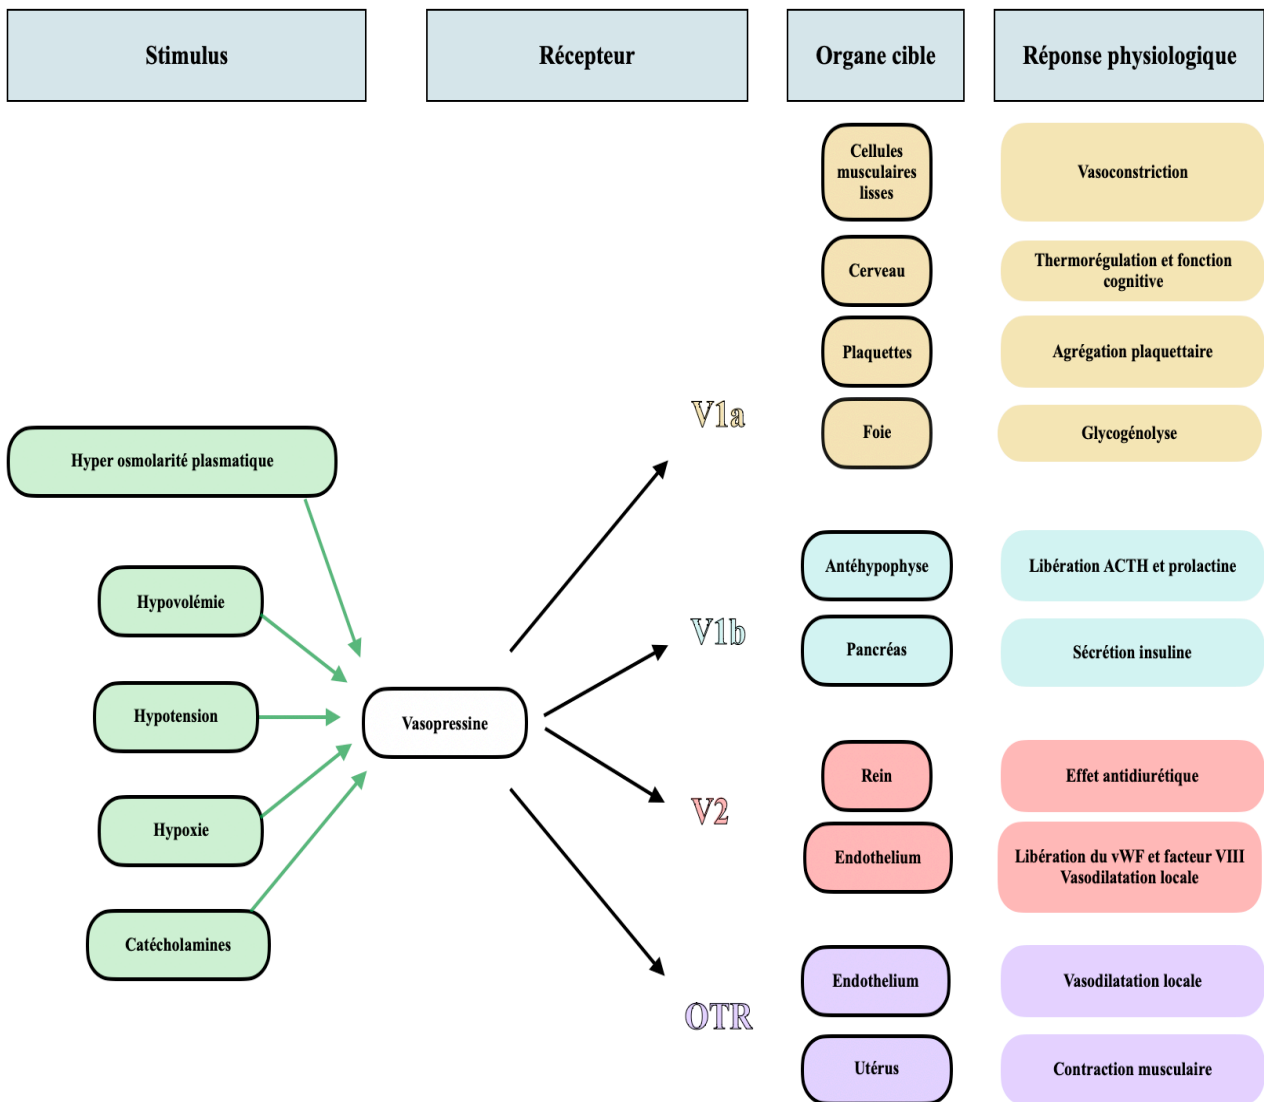 Stimulus
Récepteur
Organe cible
Réponse physiologique
Cellules
musculaires
lisses
Vasoconstriction
Cerveau
Thermorégulation et fonction
cognitive
Plaquettes
Agrégation plaquettaire
V1a
Foie
Glycogénolyse
Hyper osmolarité plasmatique
Antéhypophyse
Libération ACTH et prolactine
Hypovolémie
V1b
Pancréas
Sécrétion insuline
Hypotension
Vasopressine
Rein
Effet antidiurétique
V2
Hypoxie
Endothelium
Libération du vWF et facteur VIII
Vasodilatation locale
Catécholamines
Endothelium
Vasodilatation locale
OTR
Utérus
Contraction musculaire